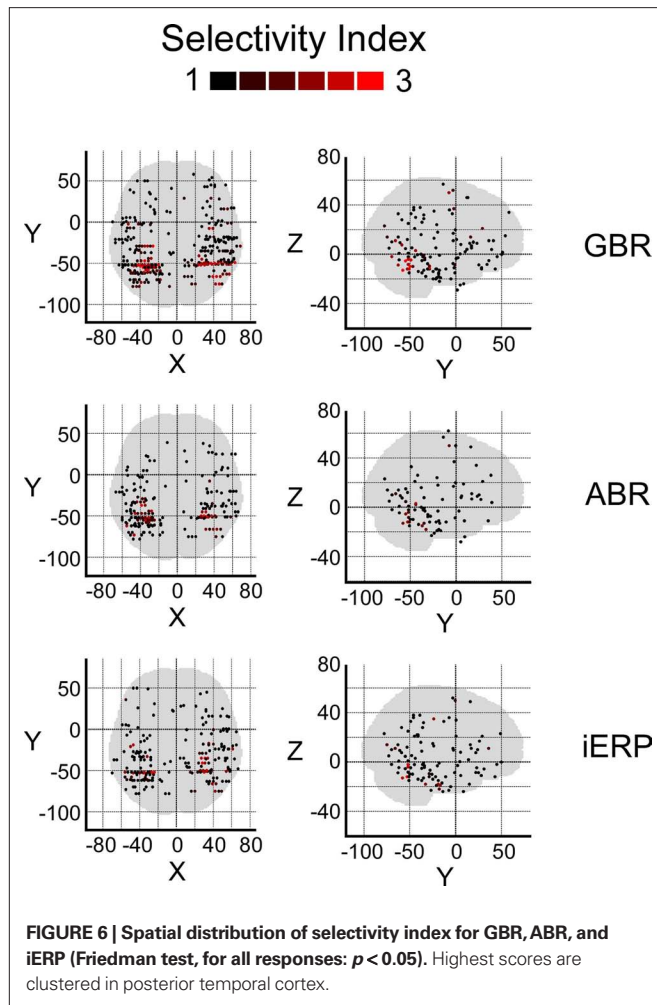 Selectivity Index
1 3
50
0
-50
-100
Y
-80 -40 0 40 80
X
80
40
0
-40
Z
-100 -50 0 50
Y
GBR
50
0
-50
-100
Y
-80 -40 0 40 80
X
80
40
0
-40
Z
-100 -50 0 50
Y
ABR
50
0
-50
-100
Y
-80 -40 0 40 80
X
80
40
0
-40
Z
-100 -50 0 50
Y
iERP
FIGURE 6 | Spatial distribution of selectivity index for GBR, ABR, and
iERP (Friedman test, for all responses: p < 0.05). Highest scores are
clustered in posterior temporal cortex.